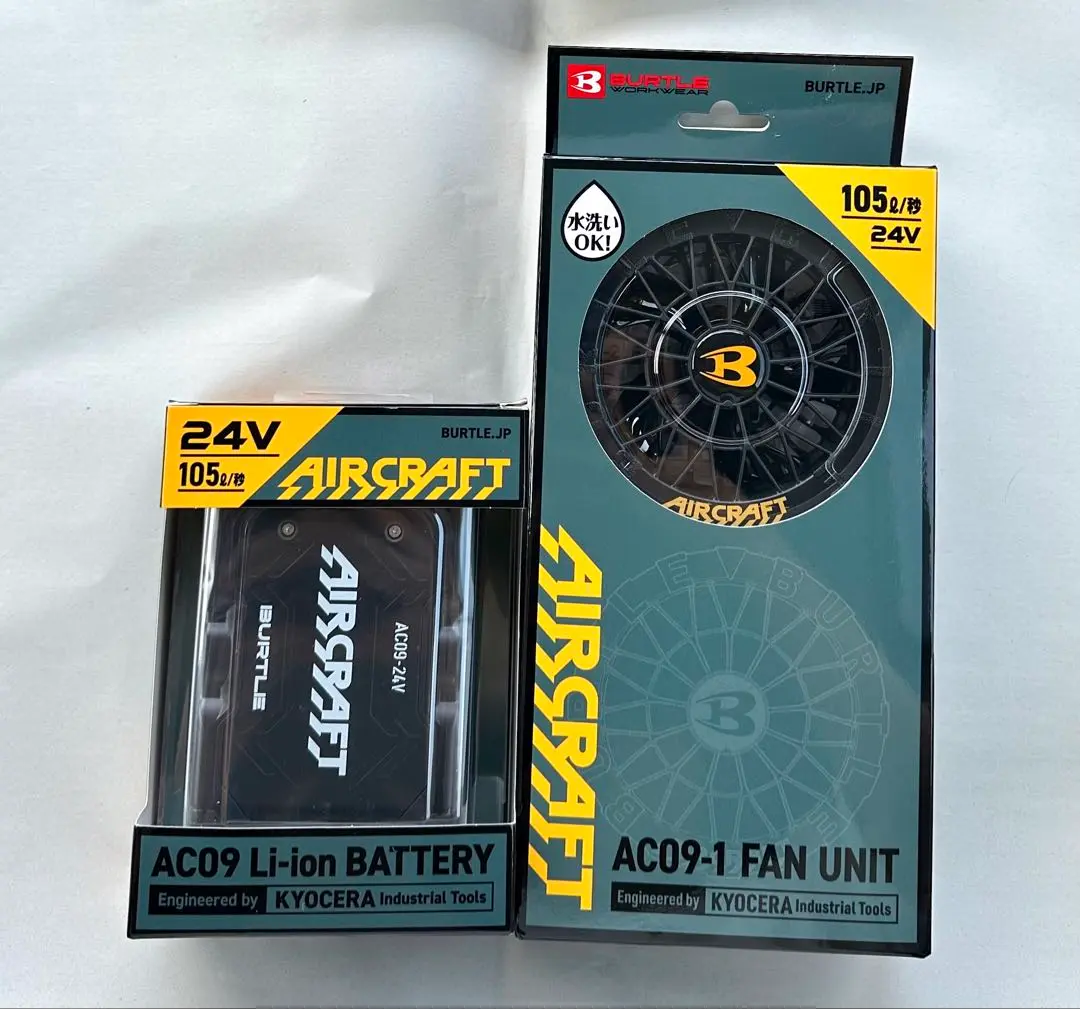 24V
105ℓ/秒
BURTLE.JP
AIRCRAFT
AC09-24V
AIRCRAFT
BURTLE
AC09 Li-ion BATTERY
Engineered by KYOCERA Industrial Tools
B BURTLE
WORKWEAR
BURTLE.JP
水洗い
OK!
105ℓ/秒
24V
B
AIRCRAFT
AIRCRAFT
B
AC09-1 FAN UNIT
Engineered by KYOCERA Industrial Tools